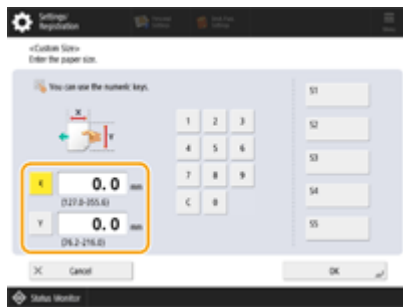 Settings/
Registration
<Custom Size>
Enter the paper size.
You can use the numeric keys.
X
Y
1 2 3
4 5 6
7 8 9
C 0
X 0.0 mm
(127.0-355.6)
Y 0.0 mm
(76.2-216.0)
S1
S2
S3
S4
S5
Cancel
OK
Status Monitor